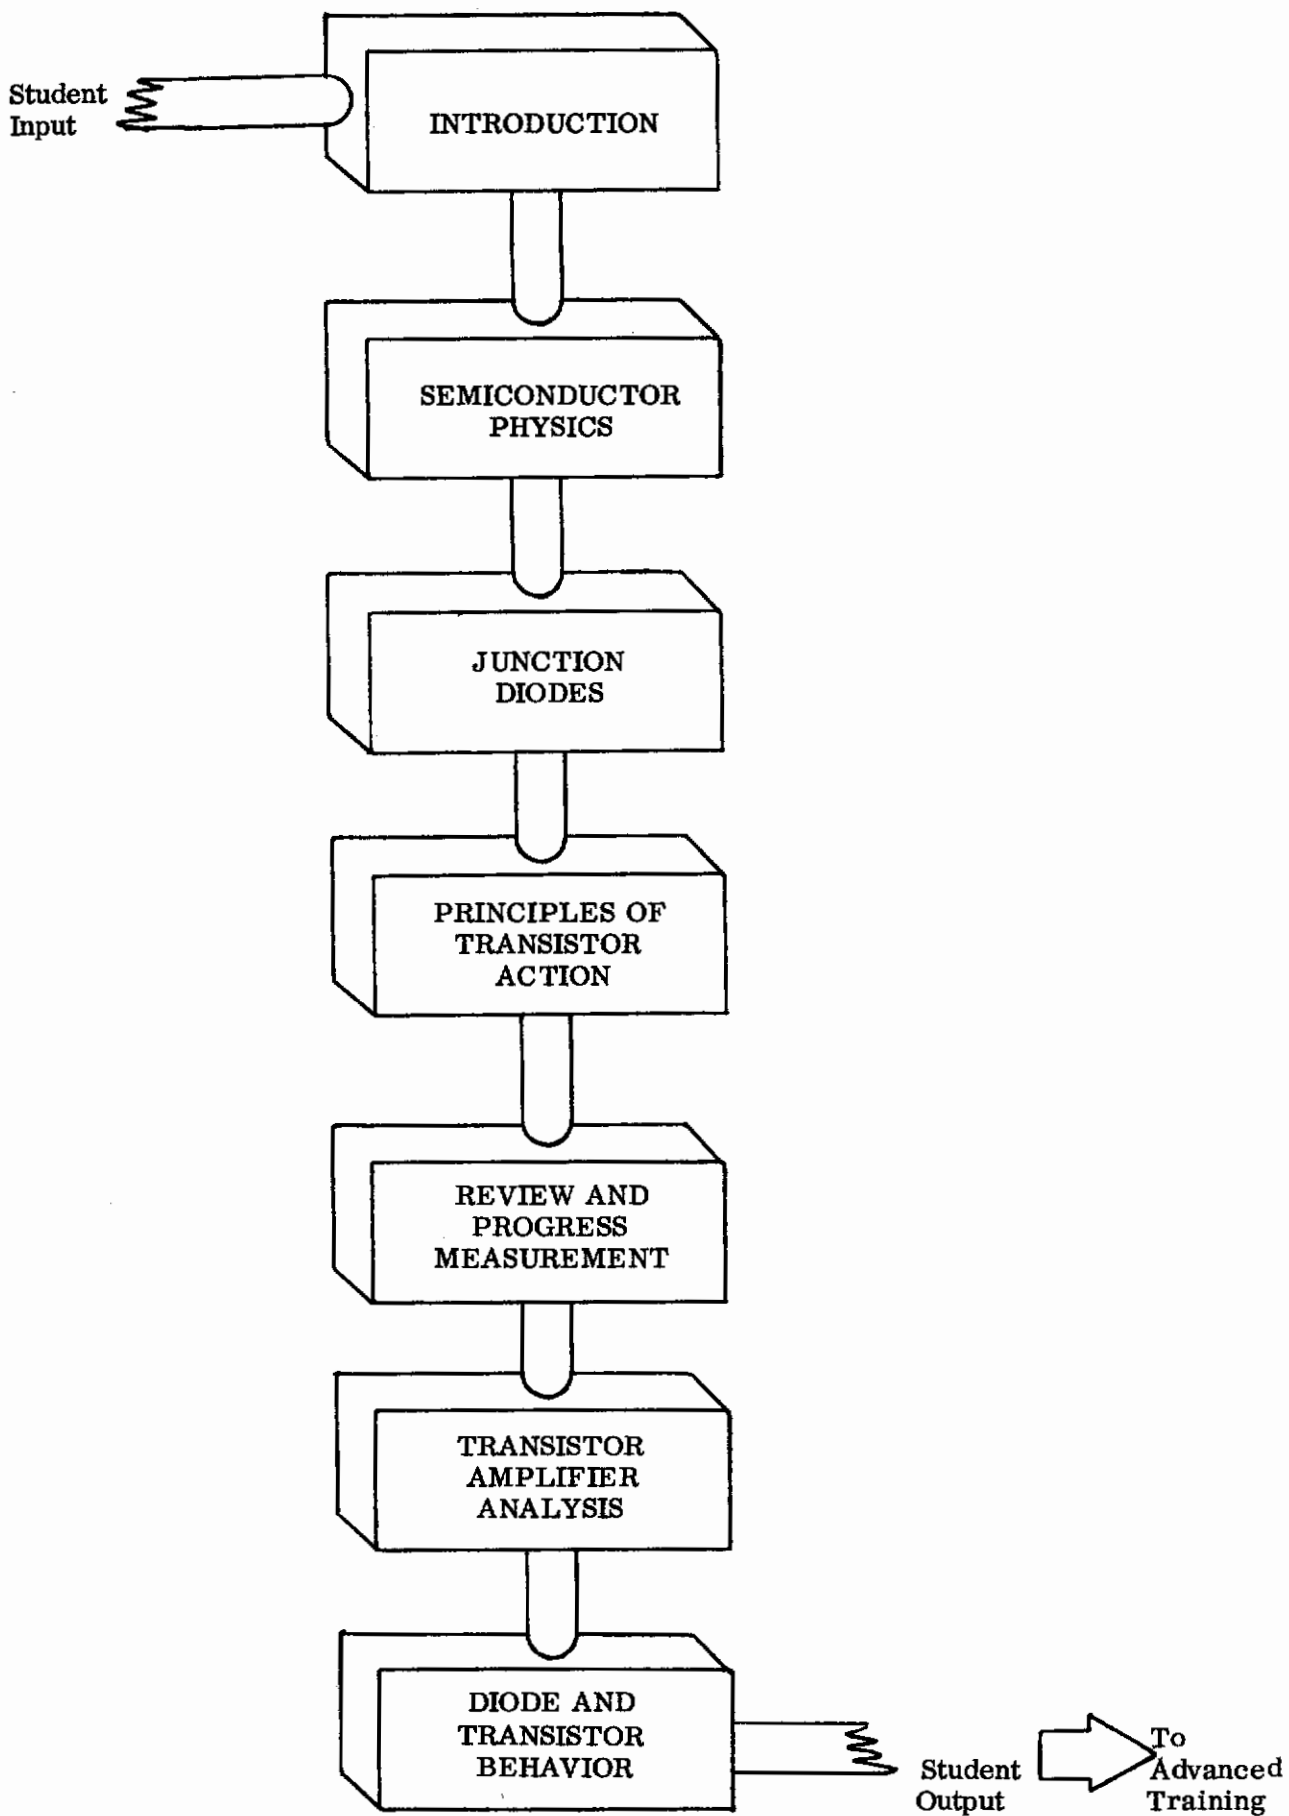 Student
Input
INTRODUCTION
SEMICONDUCTOR
PHYSICS
JUNCTION
DIODES
PRINCIPLES OF
TRANSISTOR
ACTION
REVIEW AND
PROGRESS
MEASUREMENT
TRANSISTOR
AMPLIFIER
ANALYSIS
DIODE AND
TRANSISTOR
BEHAVIOR
Student
Output
To
Advanced
Training